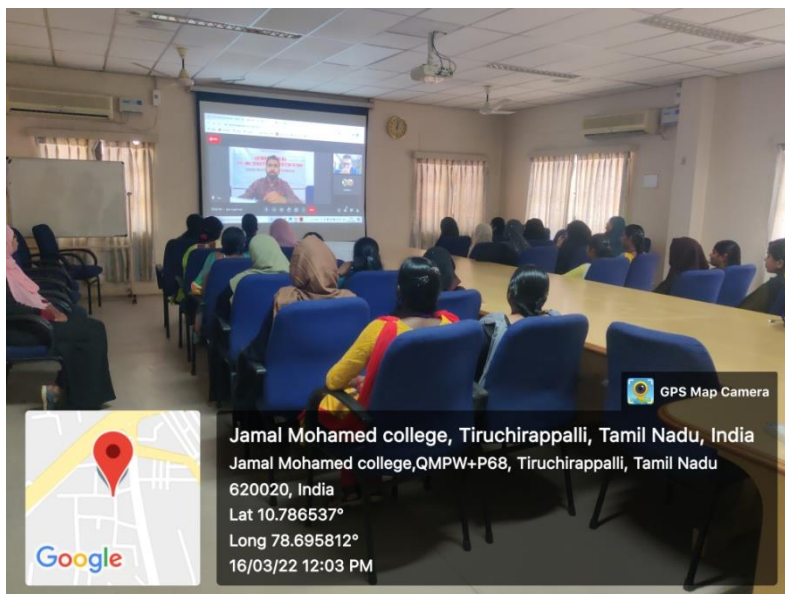 GPS Map Camera
Jamal Mohamed college, Tiruchirappalli, Tamil Nadu, India
Jamal Mohamed college,QMPW+P68, Tiruchirappalli, Tamil Nadu
620020, India
Lat 10.786537°
Long 78.695812°
16/03/22 12:03 PM
Google